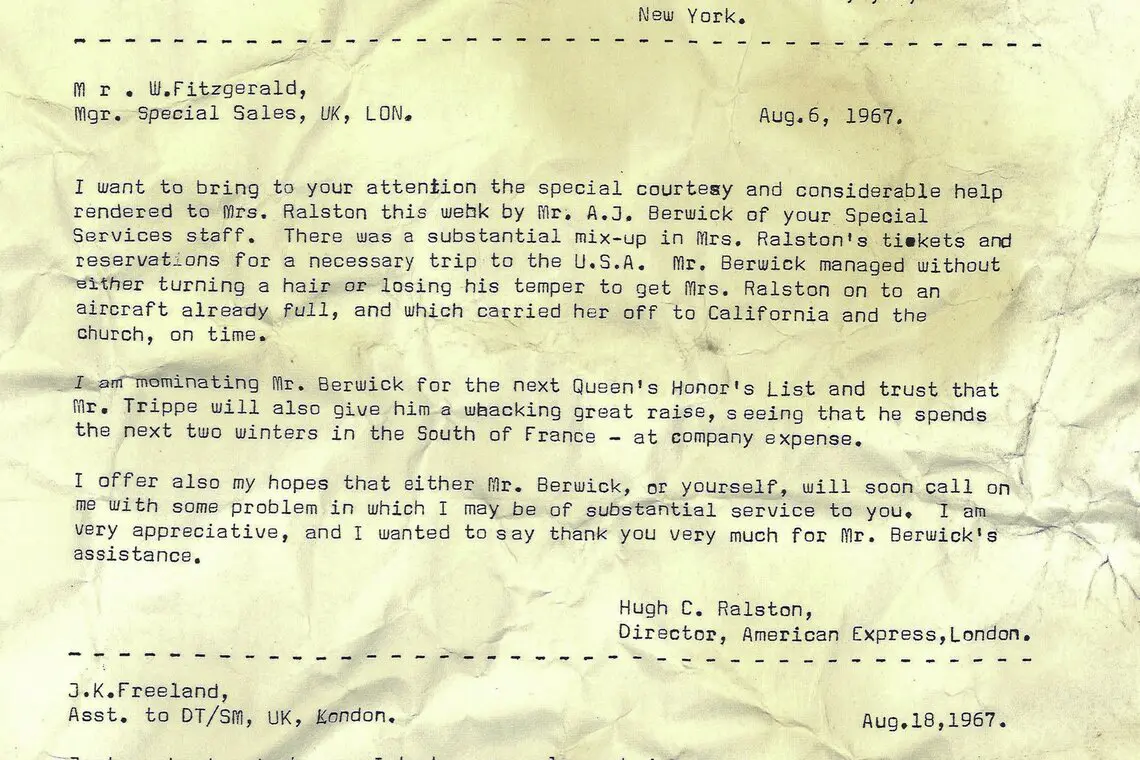 New York.
M r . W.Fitzgerald,
Mgr. Special Sales, UK, LON.
Aug.6, 1967.
I want to bring to your attention the special courtesy and considerable help
rendered to Mrs. Ralston this wehk by Mr. A.J. Berwick of your Special
Services staff. There was a substantial mix-up in Mrs. Ralston's tickets and
reservations for a necessary trip to the U.S.A. Mr. Berwick managed without
either turning a hair or losing his temper to get Mrs. Ralston on to an
aircraft already full, and which carried her off to California and the
church, on time.
I am mominating Mr. Berwick for the next Queen's Honor's List and trust that
Mr. Trippe will also give him a whacking great raise, seeing that he spends
the next two winters in the South of France - at company expense.
I offer also my hopes that either Mr. Berwick, or yourself, will soon call on
me with some problem in which I may be of substantial service to you. I am
very appreciative, and I wanted to say thank you very much for Mr. Berwick's
assistance.
Hugh C. Ralston,
Director, American Express,London.
J.K.Freeland,
Asst. to DT/SM, UK, London.
Aug.18,1967.